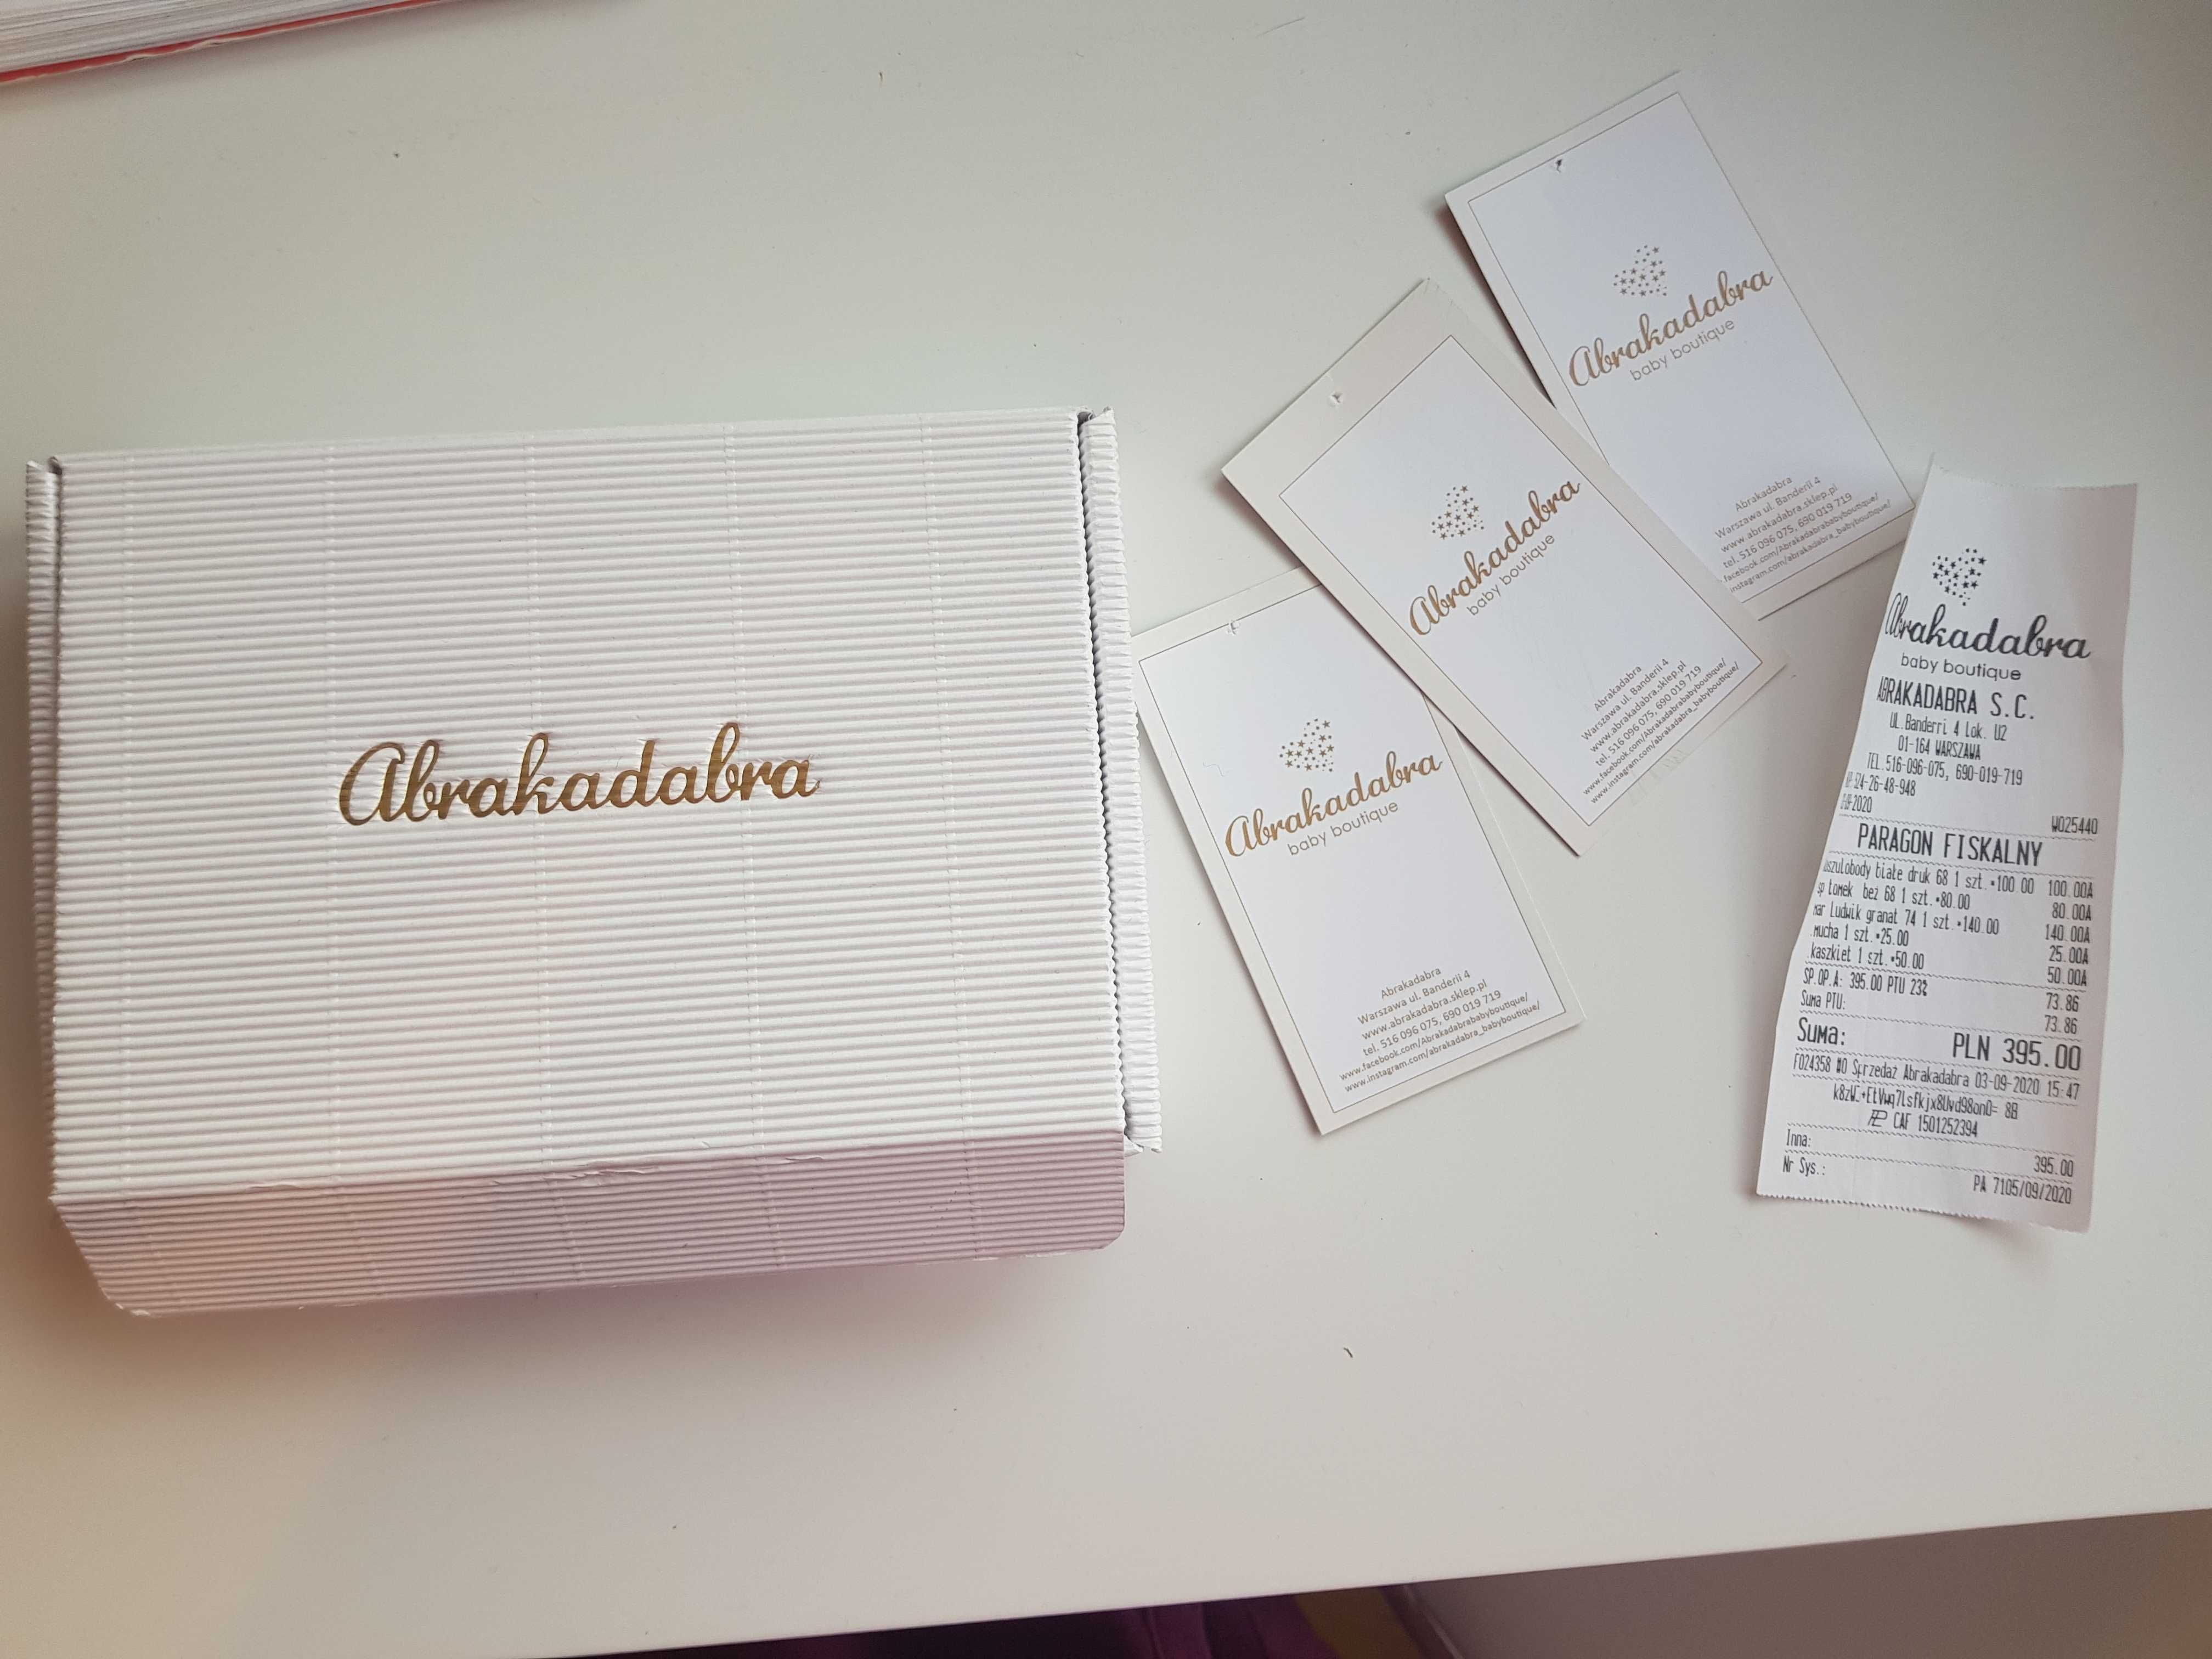 Abrakadabra
Abrakadabra
baby boutique
Abrakadabra
Warszawa ul. Banderii 4
www.abrakadabra.sklep.pl
tel. 516 096 075, 690 019 719
www.facebook.com/Abrakadabrababyboutique/
www.instagram.com/abrakadabra_babyboutique/
Abrakadabra
baby boutique
Abrakadabra
Warszawa ul. Banderii 4
www.abrakadabra.sklep.pl
tel. 516 096 075, 690 019 719
www.facebook.com/Abrakadabrababyboutique/
www.instagram.com/abrakadabra_babyboutique/
Abrakadabra
baby boutique
Abrakadabra
Warszawa ul. Banderii 4
www.abrakadabra.sklep.pl
tel. 516 096 075, 690 019 719
facebook.com/Abrakadabrababyboutique/
instagram.com/abrakadabra_babyboutique/
Abrakadabra
baby boutique
ABRAKADABRA S.C.
UL.Banderri 4 Lok. U2
01-164 WARSZAWA
TEL.516-096-075, 690-019-719
524-26-48-948
2020 W025440
PARAGON FISKALNY
białe druk 68 1 szt.*100.00 100.00A
sp tomek bez 68 1 szt.*80.00 80.00A
Ludwik granat 74 1 szt.*140.00 140.00A
mucha 1 szt.*25.00 25.00A
kaszkiet 1 szt.*50.00 50.00A
SP.OP.A: 395.00 PTU 23% 73.86
Suma PTU: 73.86
Suma: PLN 395.00
F024358 #0 Sprzedaż Abrakadabra 03-09-2020 15:47
CAF 1501252394
Inna: 395.00
Nr Sys.: PA 7105/09/2020